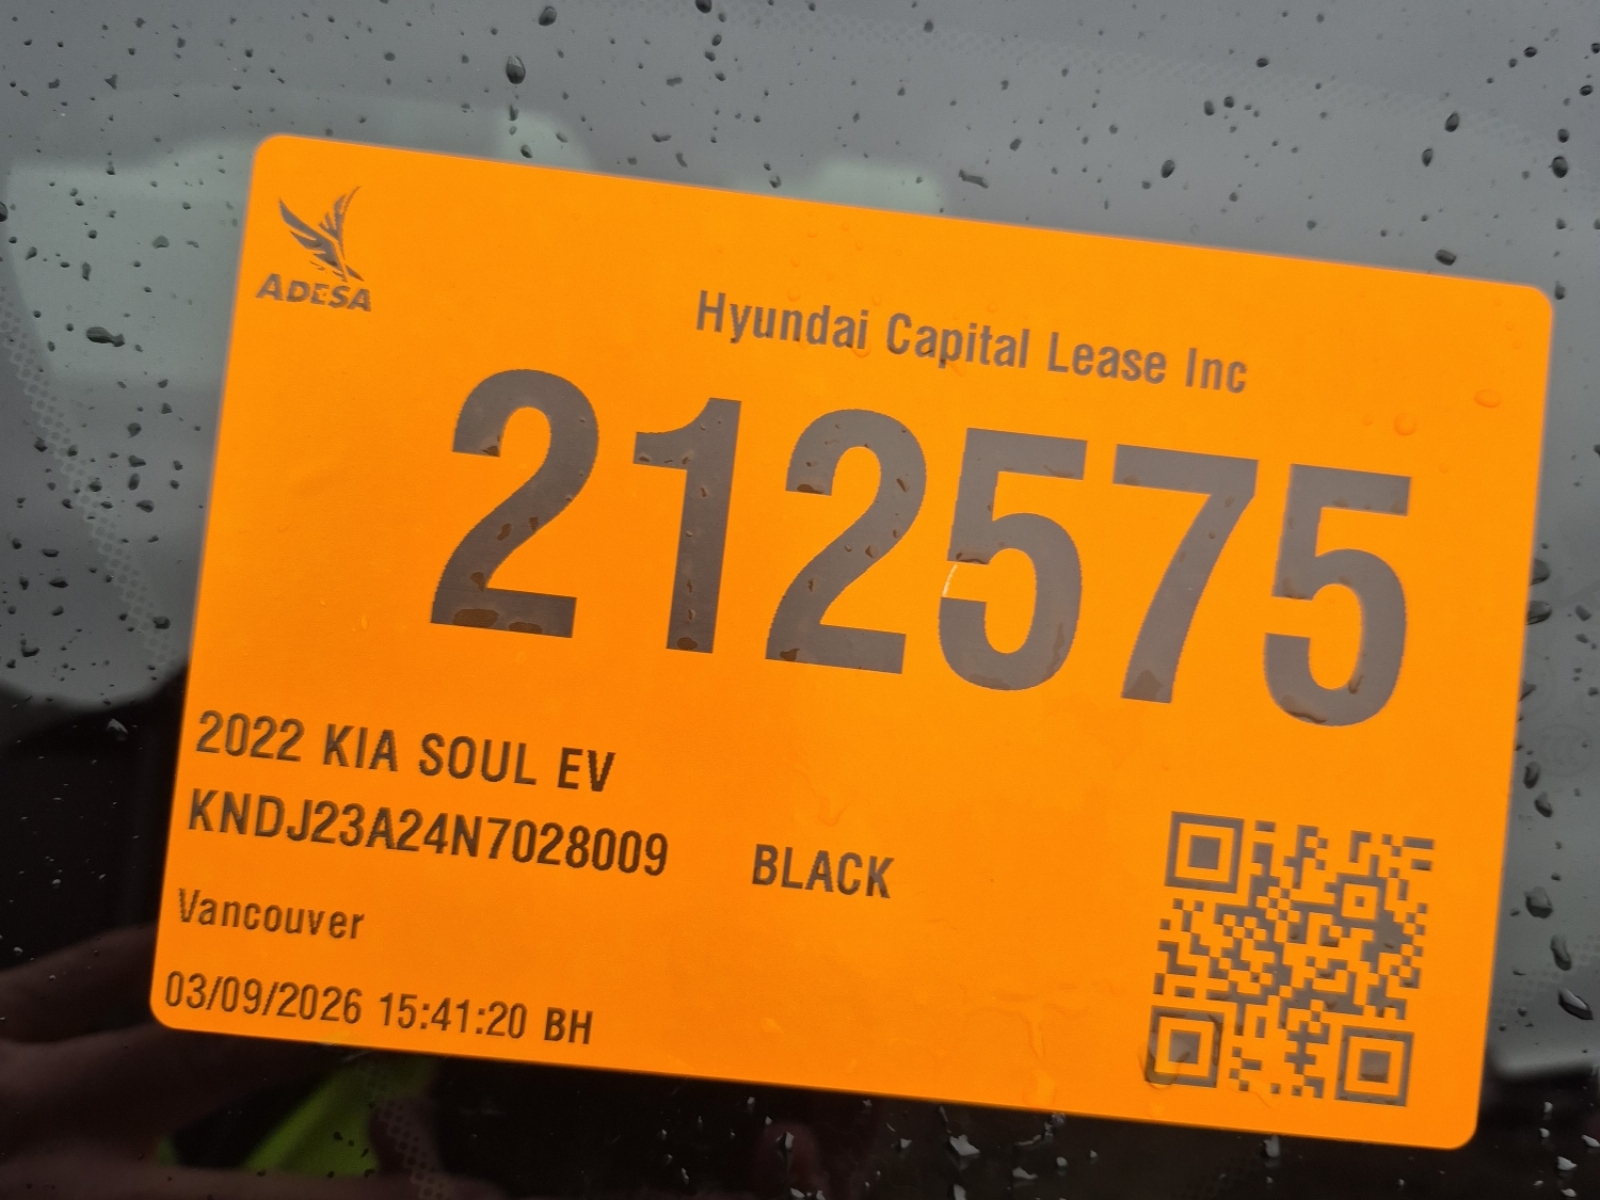 ADESA
Hyundai Capital Lease Inc
212575
2022 KIA SOUL EV
KNDJ23A24N7028009 BLACK
Vancouver
03/09/2026 15:41:20 BH